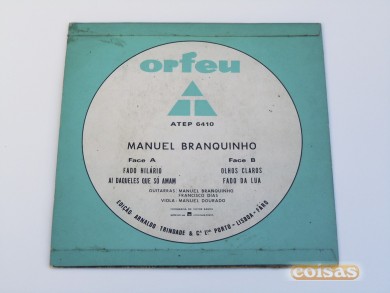 orfeu
ATEP 6410
MANUEL BRANQUINHO
Face A
FADO HILÁRIO
AI DAQUELES QUE SÓ AMAM
Face B
OLHOS CLAROS
FADO DA LUA
GUITARRAS: MANUEL BRANQUINHO
FRANCISCO DIAS
VIOLA: MANUEL DOURADO
EDIÇÃO ARNALDO TRINDADE & Cª Lda PORTO - LISBOA - FARO
coisas